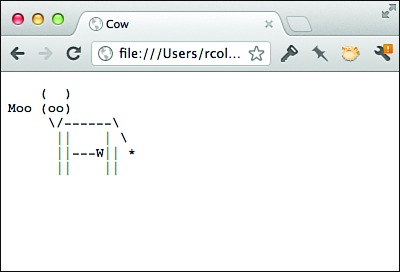 Cow
file:///Users/rcol...
    (  )
Moo (oo)
     \/------\
      ||    | \
      ||---W|| *
      ||    ||